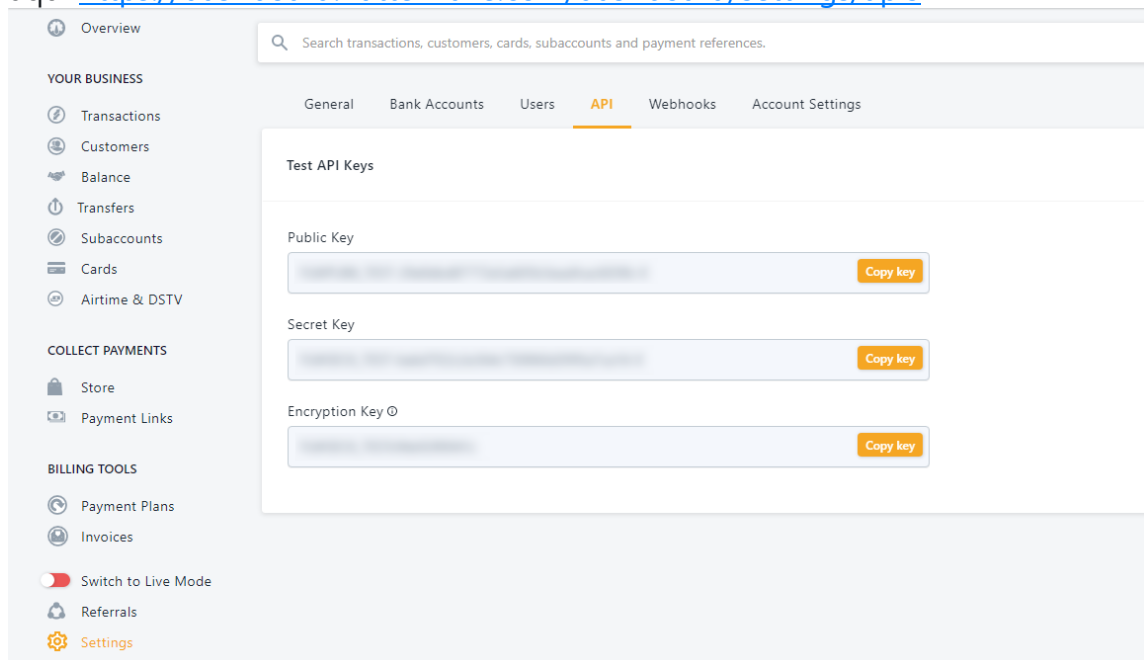 Overview
Search transactions, customers, cards, subaccounts and payment references.
YOUR BUSINESS
Transactions
Customers
Balance
Transfers
Subaccounts
Cards
Airtime & DSTV
COLLECT PAYMENTS
Store
Payment Links
BILLING TOOLS
Payment Plans
Invoices
Switch to Live Mode
Referrals
Settings
General Bank Accounts Users API Webhooks Account Settings
Test API Keys
Public Key
Copy key
Secret Key
Copy key
Encryption Key
Copy key